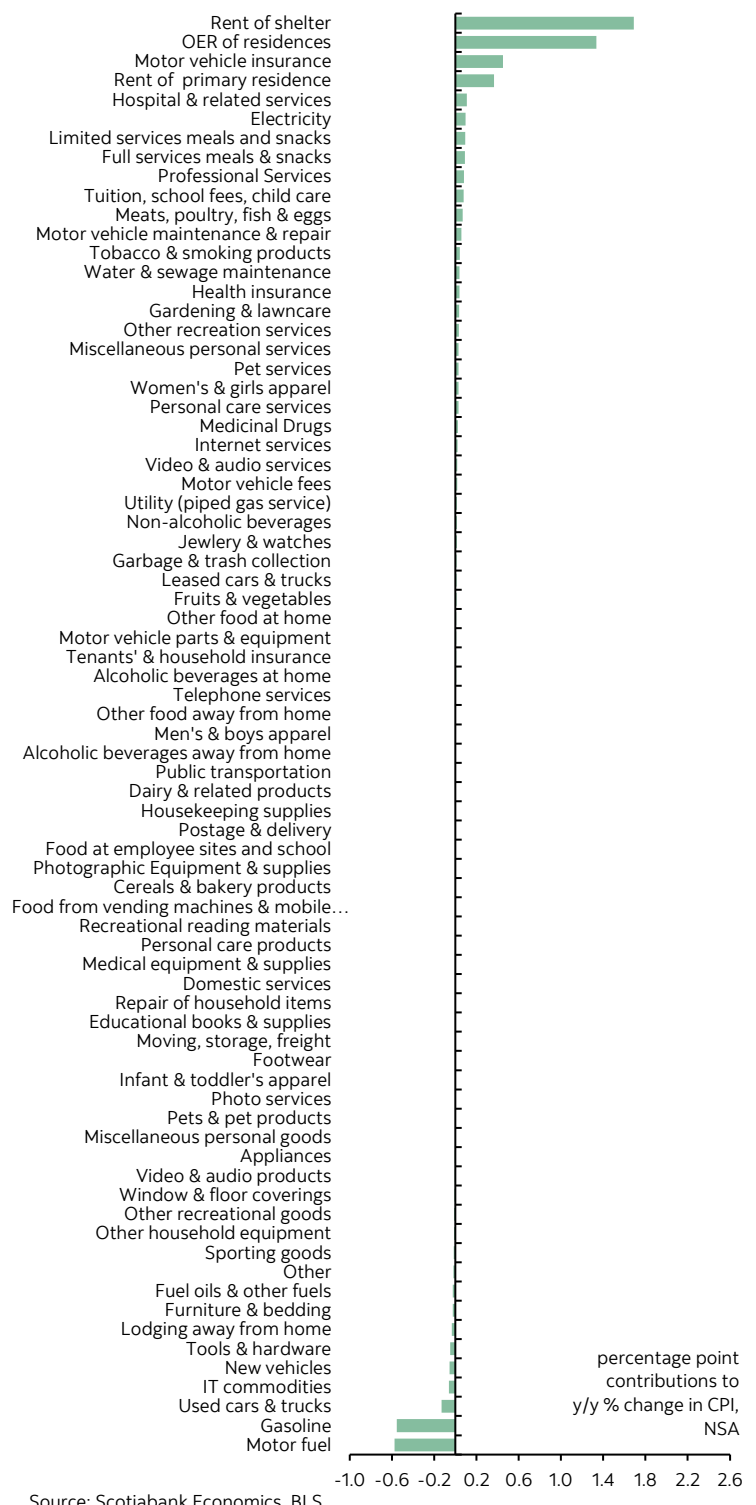 Rent of shelter
OER of residences
Motor vehicle insurance
Rent of  primary residence
Hospital & related services
Electricity
Limited services meals and snacks
Full services meals & snacks
Professional Services
Tuition, school fees, child care
Meats, poultry, fish & eggs
Motor vehicle maintenance & repair
Tobacco & smoking products
Water & sewage maintenance
Health insurance
Gardening & lawncare
Other recreation services
Miscellaneous personal services
Pet services
Women's & girls apparel
Personal care services
Medicinal Drugs
Internet services
Video & audio services
Motor vehicle fees
Utility (piped gas service)
Non-alcoholic beverages
Jewlery & watches
Garbage & trash collection
Leased cars & trucks
Fruits & vegetables
Other food at home
Motor vehicle parts & equipment
Tenants' & household insurance
Alcoholic beverages at home
Telephone services
Other food away from home
Men's & boys apparel
Alcoholic beverages away from home
Public transportation
Dairy & related products
Housekeeping supplies
Postage & delivery
Food at employee sites and school
Photographic Equipment & supplies
Cereals & bakery products
Food from vending machines & mobile…
Recreational reading materials
Personal care products
Medical equipment & supplies
Domestic services
Repair of household items
Educational books & supplies
Moving, storage, freight
Footwear
Infant & toddler's apparel
Photo services
Pets & pet products
Miscellaneous personal goods
Appliances
Video & audio products
Window & floor coverings
Other recreational goods
Other household equipment
Sporting goods
Other
Fuel oils & other fuels
Furniture & bedding
Lodging away from home
Tools & hardware
New vehicles
IT commodities
Used cars & trucks
Gasoline
Motor fuel
percentage point
contributions to
y/y % change in CPI,
NSA
-1.0 -0.6 -0.2 0.2 0.6 1.0 1.4 1.8 2.2 2.6
Source: Scotiabank Economics, BLS